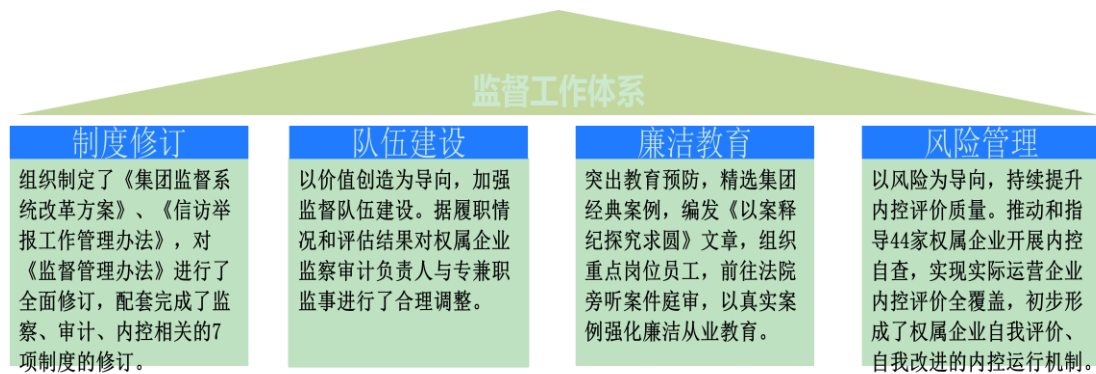 监督工作体系
制度修订
组织制定了《集团监督系
统改革方案》、《信访举
报工作管理办法》，对
《监督管理办法》进行了
全面修订，配套完成了监
察、审计、内控相关的7
项制度的修订。
队伍建设
以价值创造为导向，加强
监督队伍建设。据履职情
况和评估结果对权属企业
监察审计负责人与专兼职
监事进行了合理调整。
廉洁教育
突出教育预防，精选集团
经典案例，编发《以案释
纪探究求圆》文章，组织
重点岗位员工，前往法院
旁听案件庭审，以真实案
例强化廉洁从业教育。
风险管理
以风险为导向，持续提升
内控评价质量。推动和指
导44家权属企业开展内控
自查，实现实际运营企业
内控评价全覆盖，初步形
成了权属企业自我评价、
自我改进的内控运行机制。